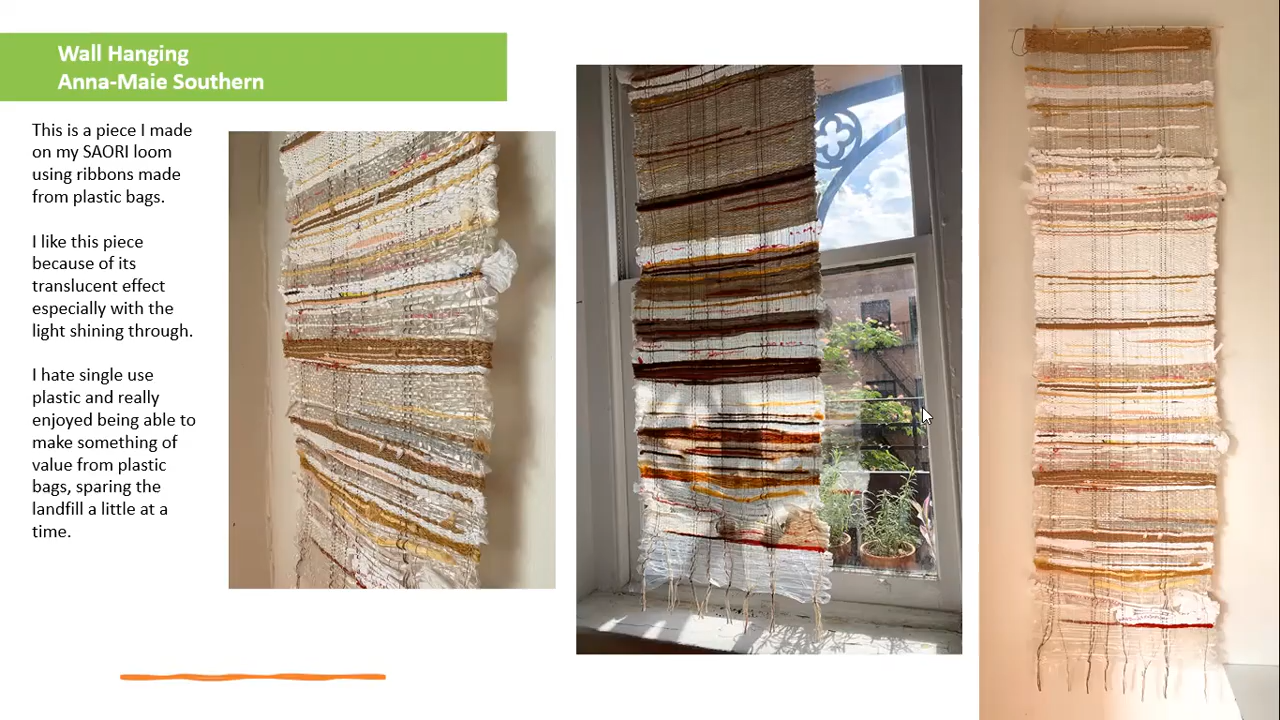 Wall Hanging
Anna-Maie Southern
This is a piece I made
on my SAORI loom
using ribbons made
from plastic bags.
I like this piece
because of its
translucent effect
especially with the
light shining through.
I hate single use
plastic and really
enjoyed being able to
make something of
value from plastic
bags, sparing the
landfill a little at a
time.